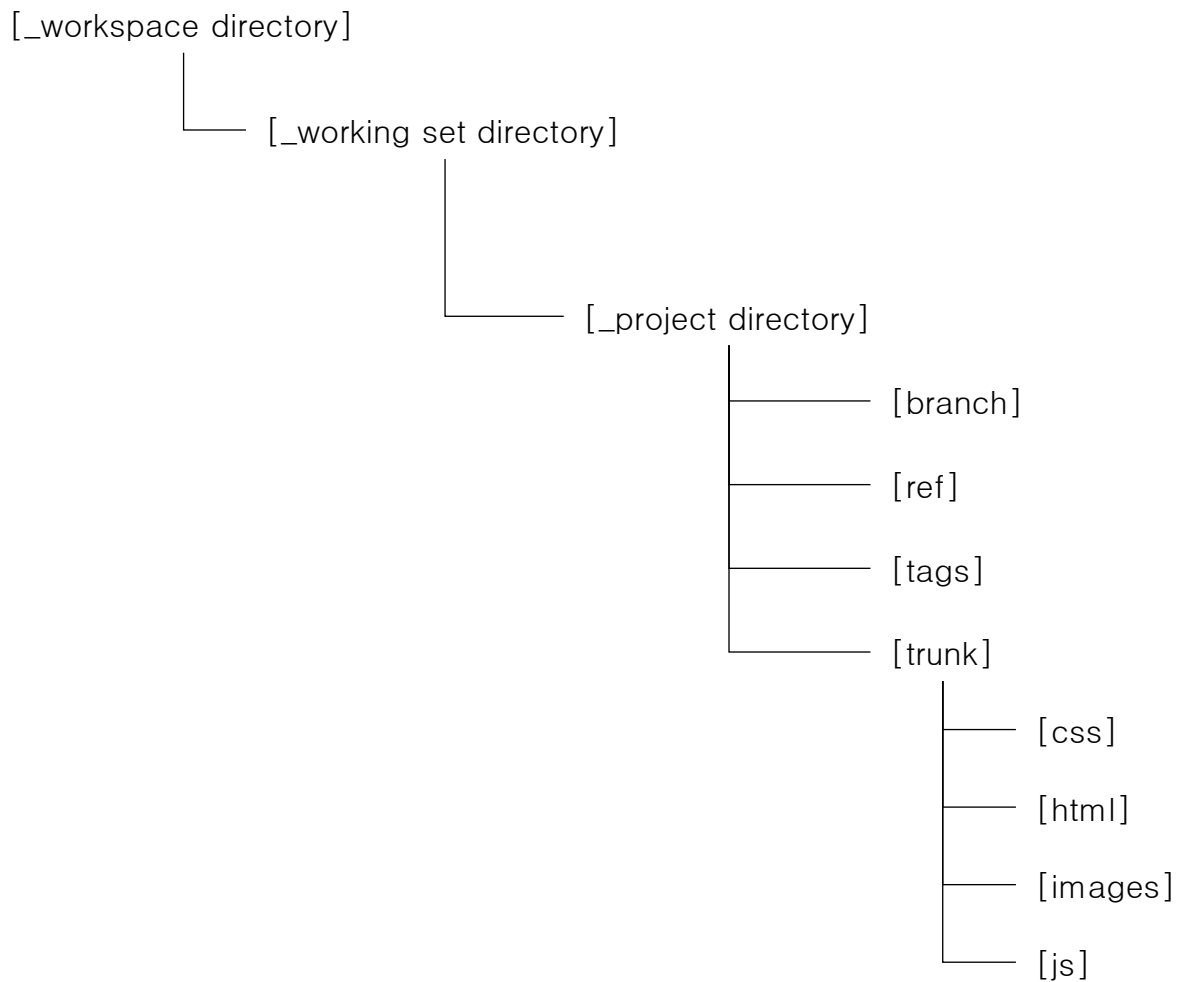 [_workspace directory]
[_working set directory]
[_project directory]
[branch]
[ref]
[tags]
[trunk]
[css]
[html]
[images]
[js]